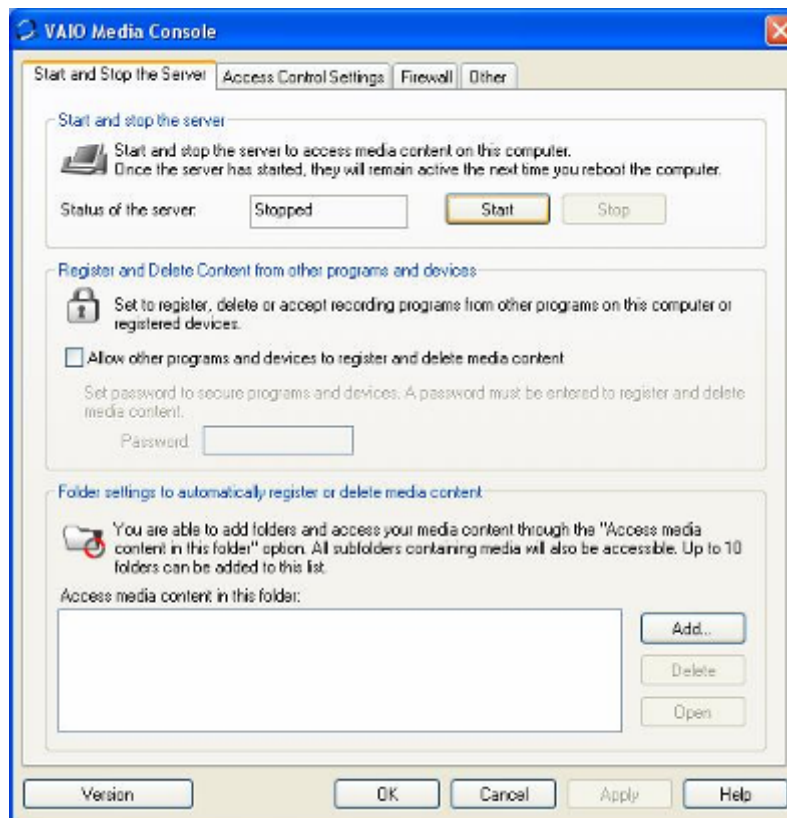 VAIO Media Console
Start and Stop the Server Access Control Settings Firewall Other
Start and stop the server
Start and stop the server to access media content on this computer.
Once the server has started, they will remain active the next time you reboot the computer.
Status of the server: Stopped Start Stop
Register and Delete Content from other programs and devices
Set to register, delete or accept recording programs from other programs on this computer or
registered devices.
Allow other programs and devices to register and delete media content
Set password to secure programs and devices. A password must be entered to register and delete
media content.
Password:
Folder settings to automatically register or delete media content
You are able to add folders and access your media content through the "Access media
content in this folder" option. All subfolders containing media will also be accessible. Up to 10
folders can be added to this list.
Access media content in this folder:
Add...
Delete
Open
Version OK Cancel Apply Help